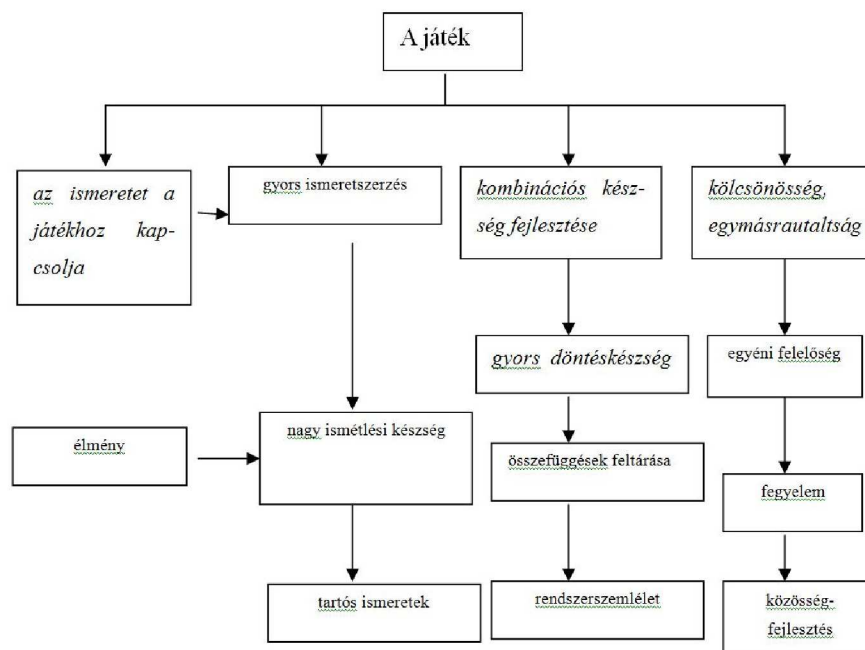 A játék
az ismeretet a
játékhoz kap-
csolja
gyors ismeretszerzés
kombinációs kész-
ség fejlesztése
kölcsönösség,
egymásrautaltság
gyors döntéskészség
egyéni felelőség
élmény
nagy ismétlési készség
összefüggések feltárása
fegyelem
tartós ismeretek
rendszerszemlélet
közösség-
fejlesztés